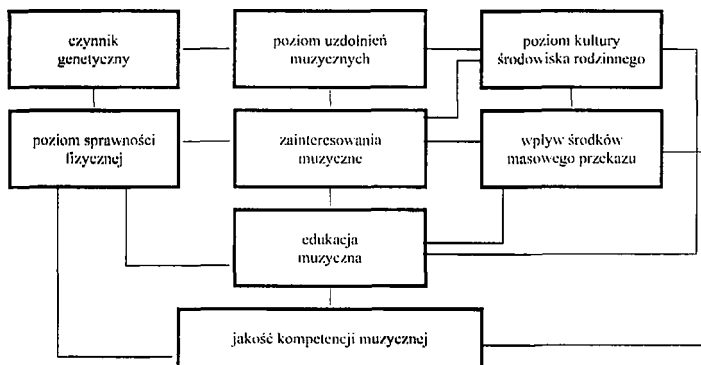 czynnik
genetyczny
poziom uzdolnień
muzycznych
poziom kultury
środowiska rodzinnego
poziom sprawności
fizycznej
zainteresowania
muzyczne
wpływ środków
masowego przekazu
edukacja
muzyczna
jakość kompetencji muzycznej